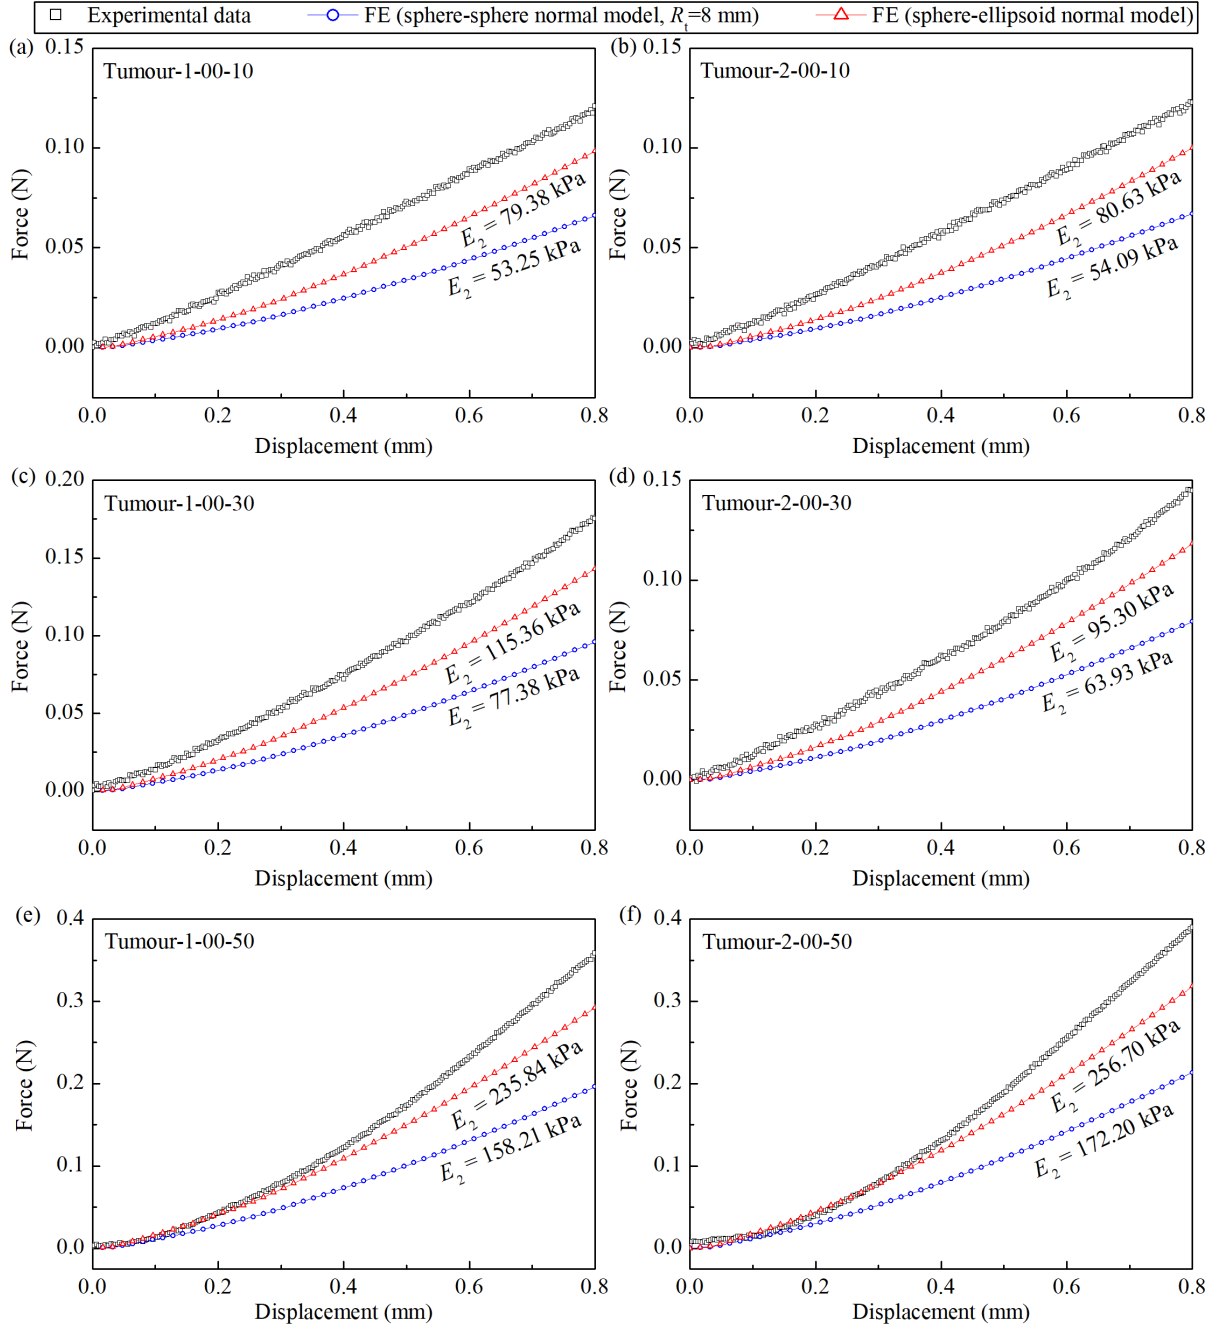 Experimental data FE (sphere-sphere normal model, Rt=8 mm) FE (sphere-ellipsoid normal model)
(a) 0.15 (b) 0.15
Tumour-1-00-10 Tumour-2-00-10
0.10 0.10
Force (N) Force (N)
E2 = 79.38 kPa E2 = 80.63 kPa
0.05 0.05
E2 = 53.25 kPa E2 = 54.09 kPa
0.00 0.00
0.0 0.2 0.4 0.6 0.8 0.0 0.2 0.4 0.6 0.8
Displacement (mm) Displacement (mm)
(c) 0.20 (d) 0.15
Tumour-1-00-30 Tumour-2-00-30
0.15 0.10
Force (N) Force (N)
0.10
E2 = 115.36 kPa E2 = 95.30 kPa
0.05 0.05
E2 = 77.38 kPa E2 = 63.93 kPa
0.00 0.00
0.0 0.2 0.4 0.6 0.8 0.0 0.2 0.4 0.6 0.8
Displacement (mm) Displacement (mm)
(e) 0.4 (f) 0.4
Tumour-1-00-50 Tumour-2-00-50
0.3 0.3
Force (N) Force (N)
0.2 0.2
E2 = 235.84 kPa E2 = 256.70 kPa
0.1 0.1
E2 = 158.21 kPa E2 = 172.20 kPa
0.0 0.0
0.0 0.2 0.4 0.6 0.8 0.0 0.2 0.4 0.6 0.8
Displacement (mm) Displacement (mm)